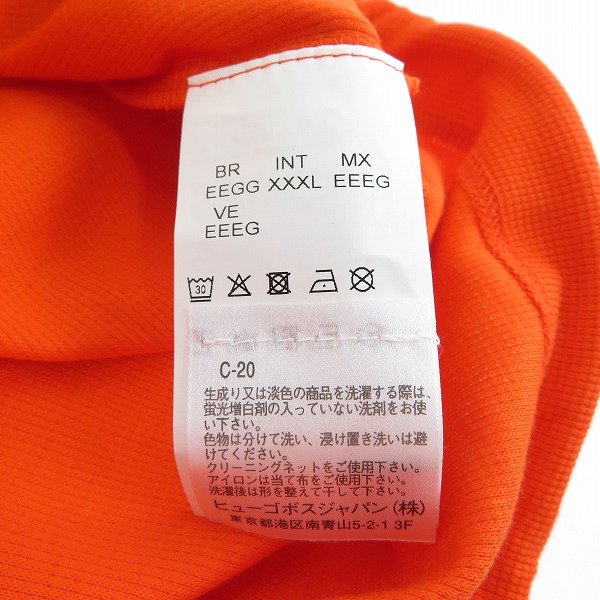 BR INT MX
EEGG XXXL EEEG
VE
EEEG
30
C-20
生成り又は淡色の商品を洗濯する際は、
蛍光増白剤の入っていない洗剤をお使
い下さい。
色物は分けて洗い、浸け置き洗いは避
けてください。
クリーニングネットをご使用下さい。
アイロンは当て布をご使用下さい。
洗濯後は形を整えて干して下さい。
ヒューゴボスジャパン(株)
東京都港区南青山5-2-1 3F